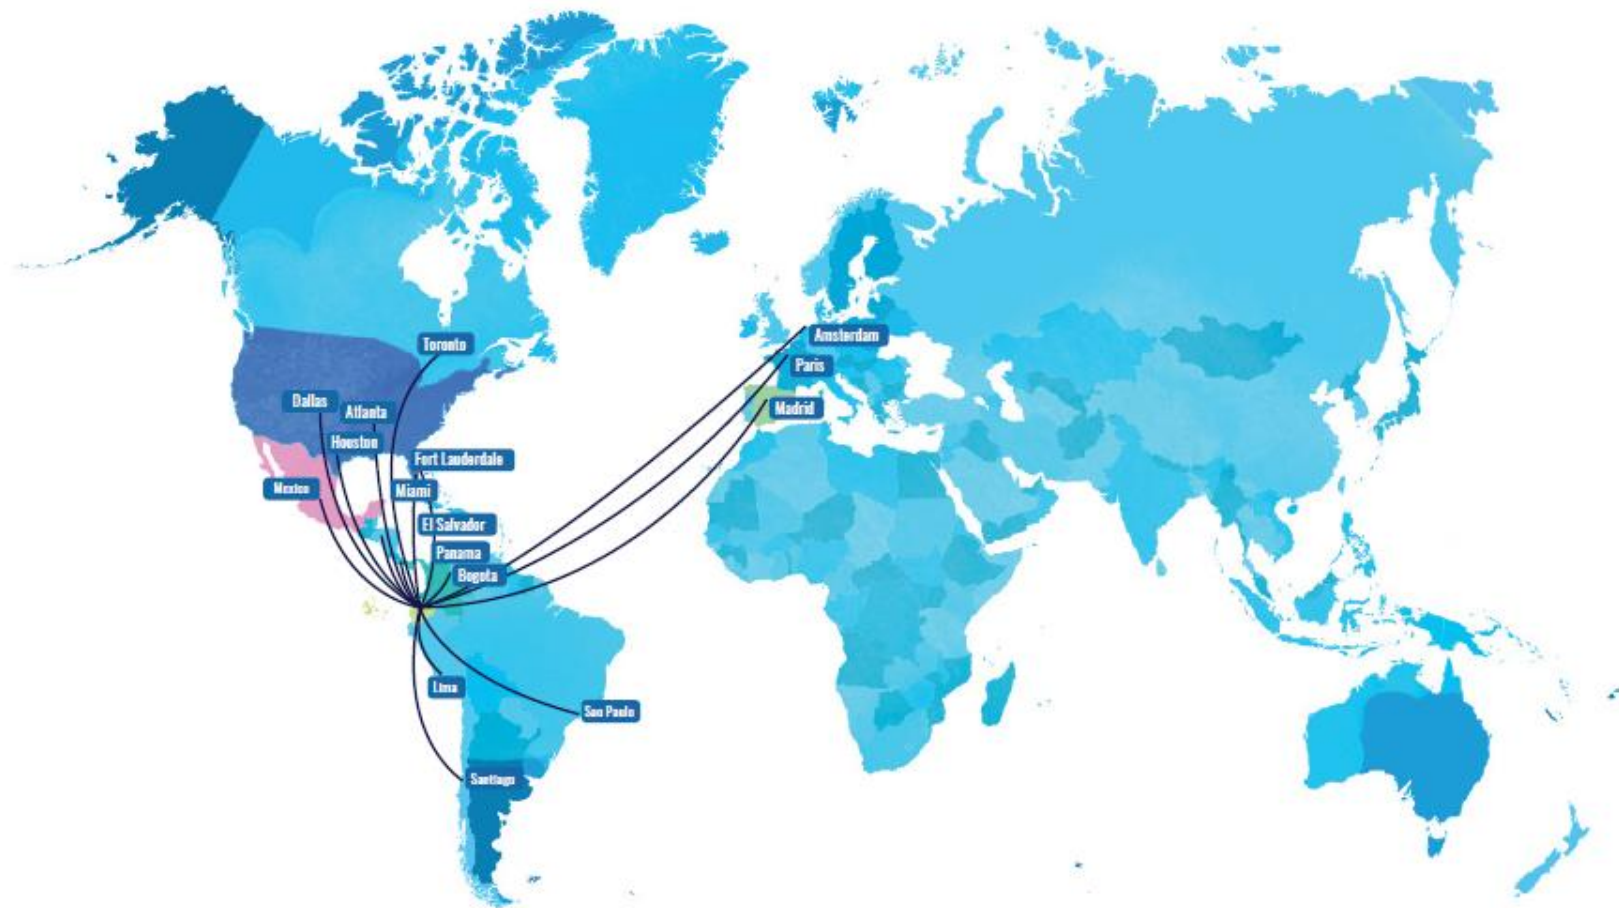 Amsterdam
Toronto
Paris
Dallas
Atlanta
Madrid
Houston
Fort Lauderdale
Mexico
Miami
El Salvador
Panama
Bogota
Lima
Sao Paulo
Santiago